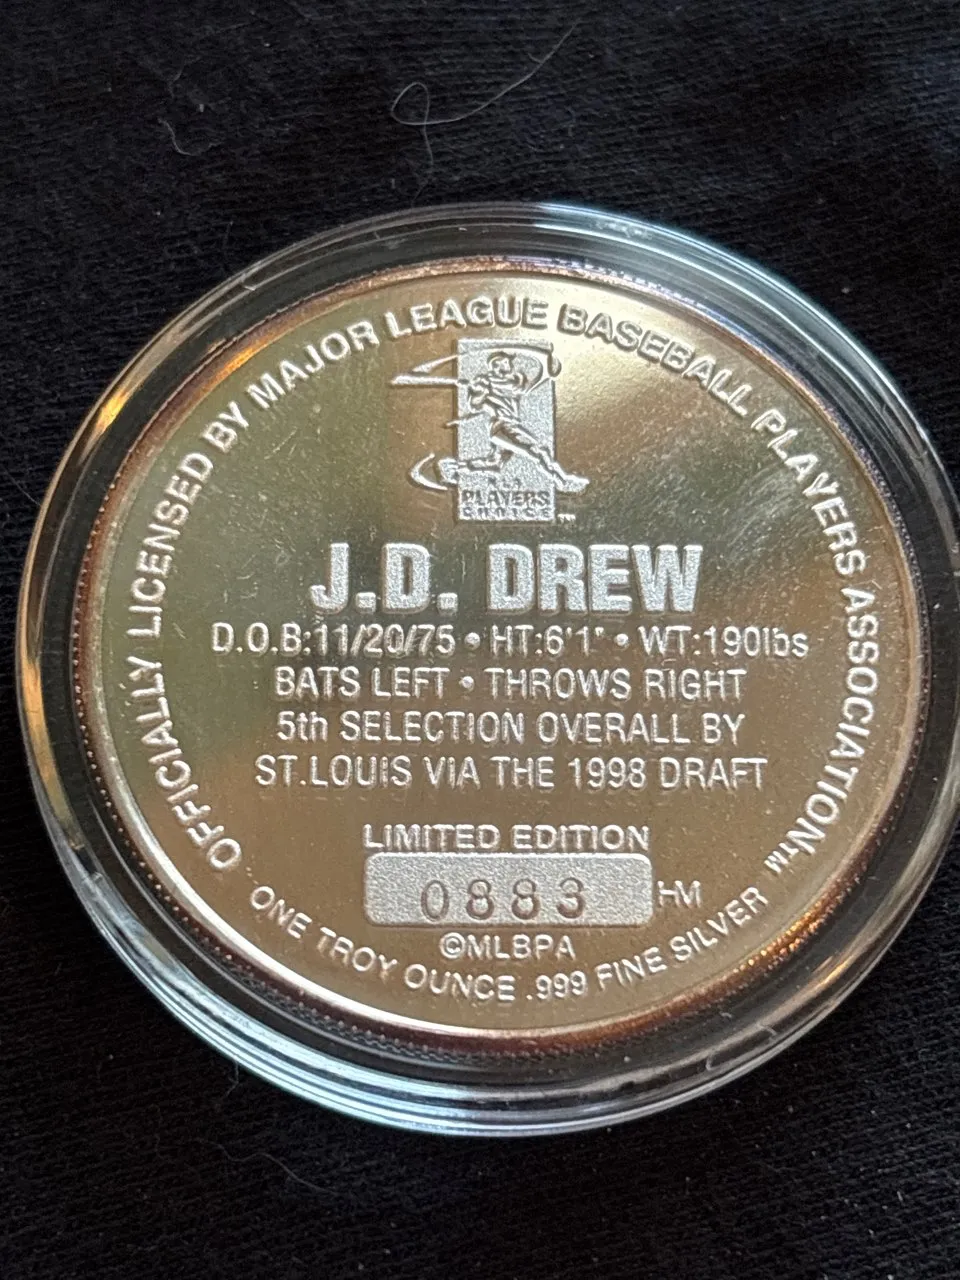 OFFICIALLY LICENSED BY MAJOR LEAGUE BASEBALL PLAYERS ASSOCIATION™
MLB
PLAYERS
CHOICE™
J.D. DREW
D.O.B:11/20/75 • HT:6'1" • WT:190lbs
BATS LEFT • THROWS RIGHT
5th SELECTION OVERALL BY
ST.LOUIS VIA THE 1998 DRAFT
LIMITED EDITION
0883 HM
©MLBPA
ONE TROY OUNCE .999 FINE SILVER